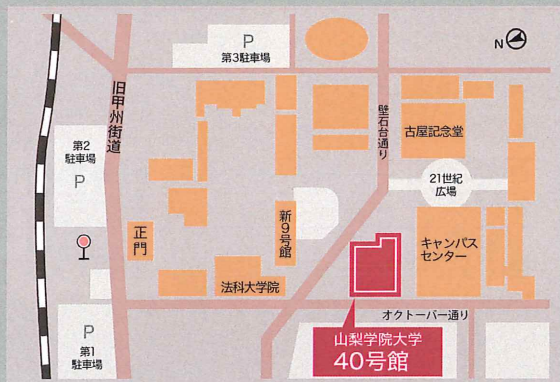 N
P
第3駐車場
旧甲州街道
壁石台通り
古屋記念堂
第2
駐車場
P
21世紀
広場
正門
新9号館
キャンパス
センター
法科大学院
オクトーバー通り
P
第1
駐車場
山梨学院大学
40号館